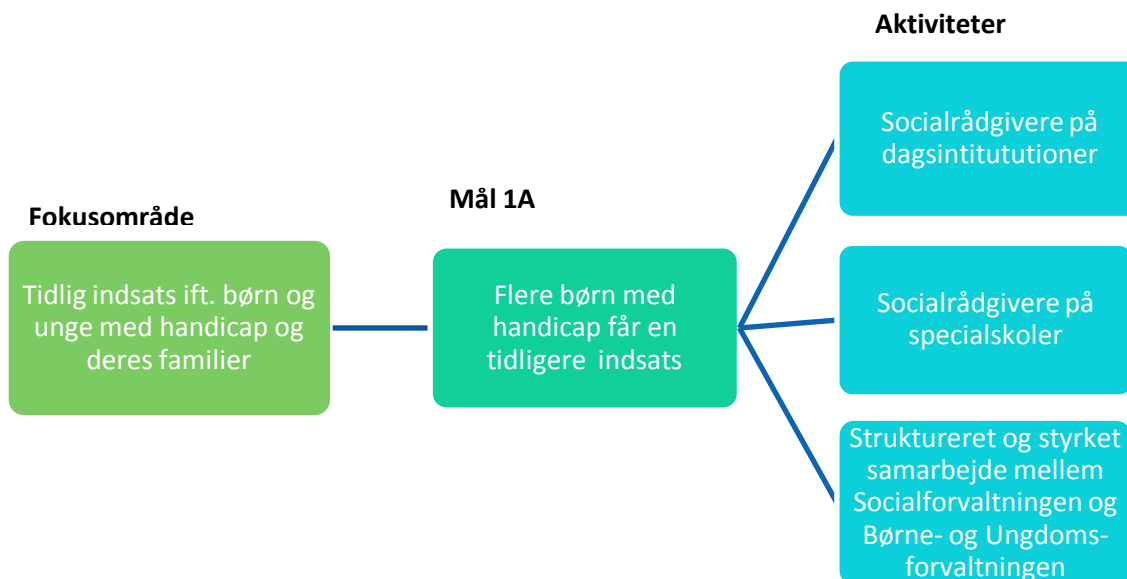 Aktiviteter
Socialrådgivere på
dagsintitututioner
Fokusområde
Mål 1A
Tidlig indsats ift. børn og
unge med handicap og
deres familier
Flere børn med
handicap får en
tidligere indsats
Socialrådgivere på
specialskoler
Struktureret og styrket
samarbejde mellem
Socialforvaltningen og
Børne- og Ungdoms-
forvaltningen